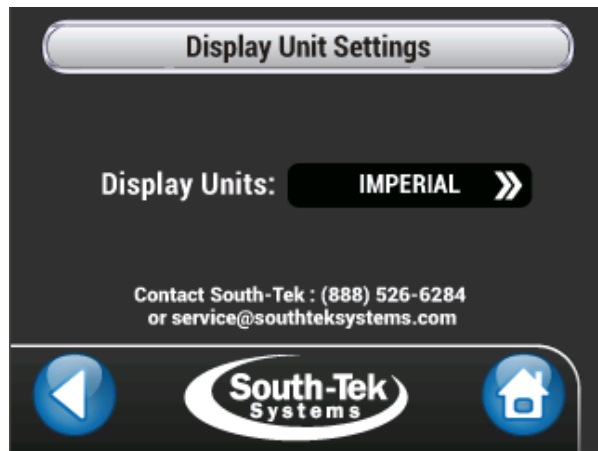 Display Unit Settings
Display Units: IMPERIAL
Contact South-Tek : (888) 526-6284
or service@southteksystems.com
South-Tek
Systems